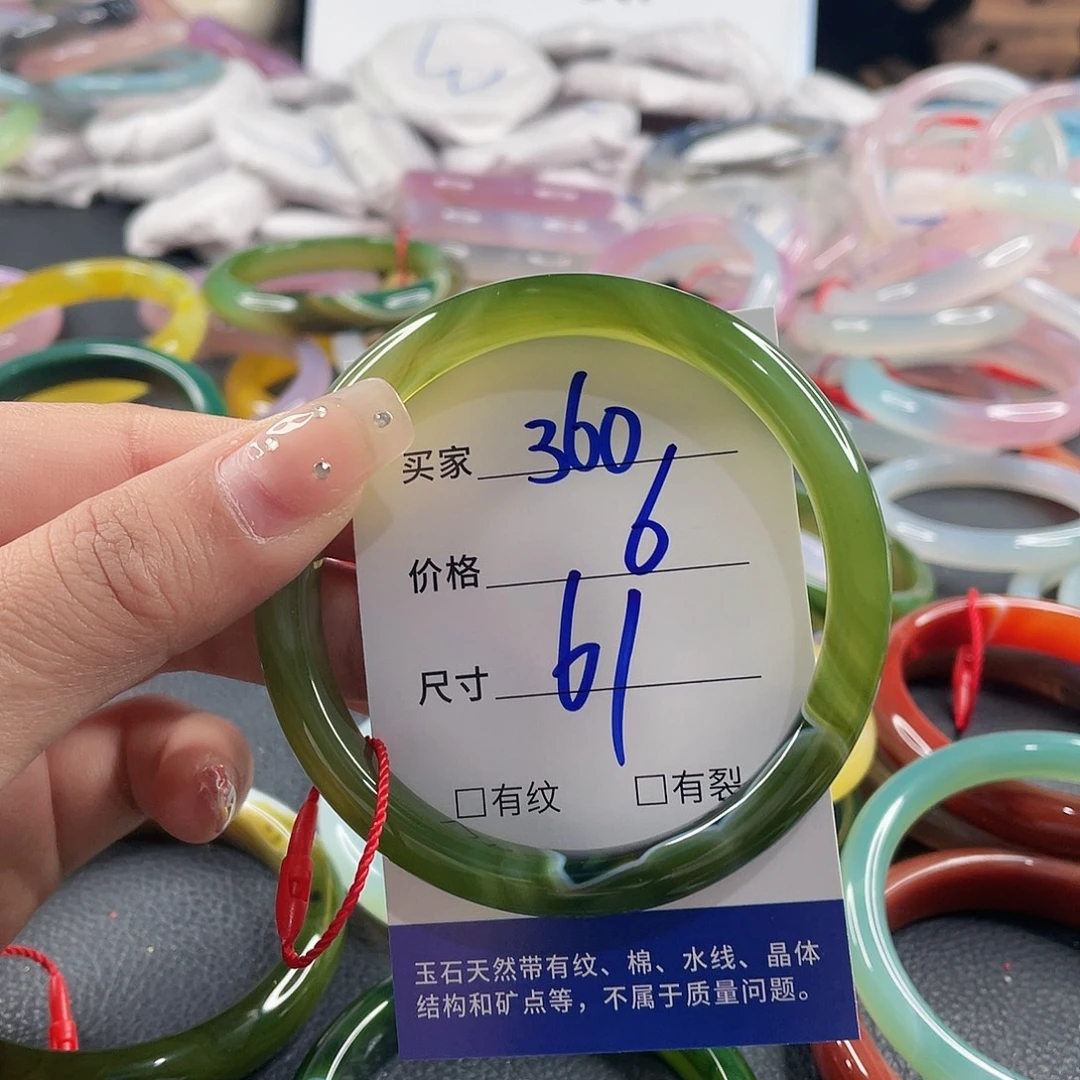 买家 360
价格 6
尺寸 61
□有纹 □有裂
玉石天然带有纹、棉、水线、晶体
结构和矿点等，不属于质量问题。